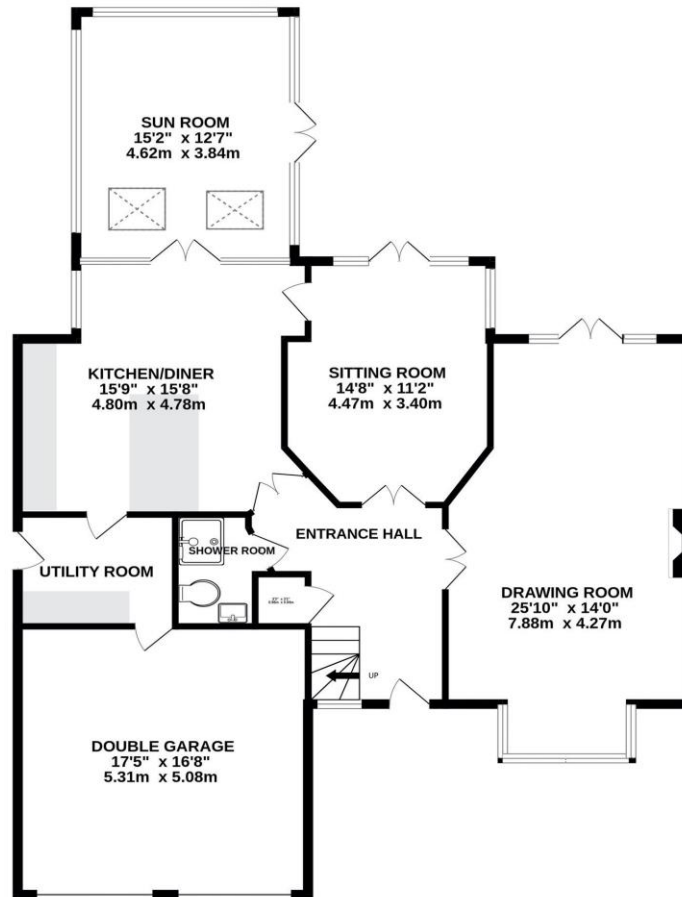 SUN ROOM
15'2" x 12'7"
4.62m x 3.84m
KITCHEN/DINER
15'9" x 15'8"
4.80m x 4.78m
SITTING ROOM
14'8" x 11'2"
4.47m x 3.40m
ENTRANCE HALL
SHOWER ROOM
UTILITY ROOM
DRAWING ROOM
25'10" x 14'0"
7.88m x 4.27m
UP
DOUBLE GARAGE
17'5" x 16'8"
5.31m x 5.08m